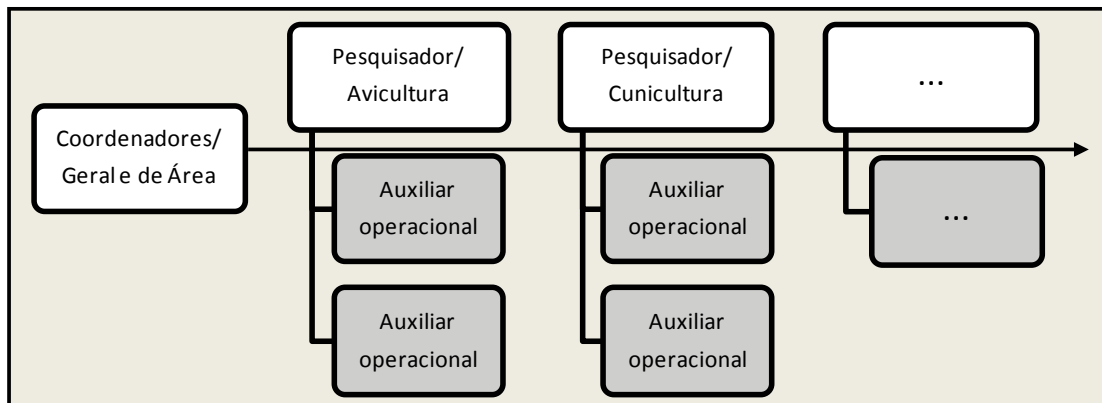 Coordenadores/
Geral e de Área
Pesquisador/
Avicultura
Auxiliar
operacional
Auxiliar
operacional
Pesquisador/
Cunicultura
Auxiliar
operacional
Auxiliar
operacional
...
...